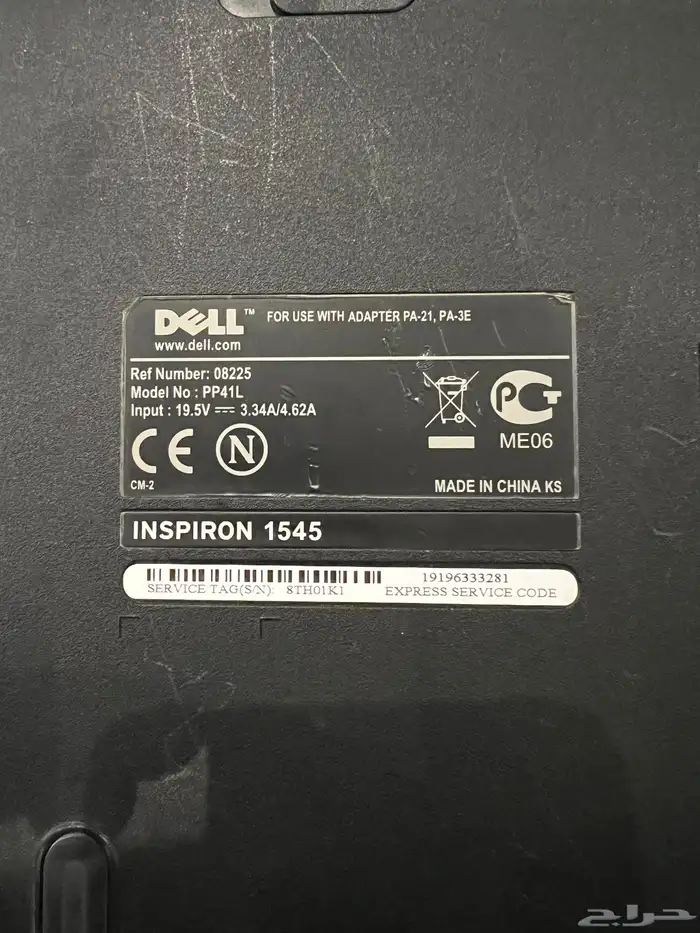 DELL™ FOR USE WITH ADAPTER PA-21, PA-3E
www.dell.com
Ref Number: 08225
Model No : PP41L
Input : 19.5V⎓ 3.34A/4.62A
CE N PCT
ME06
CM-2 MADE IN CHINA KS
INSPIRON 1545
19196333281
SERVICE TAG(S/N): 8TH01K1 EXPRESS SERVICE CODE
حراج